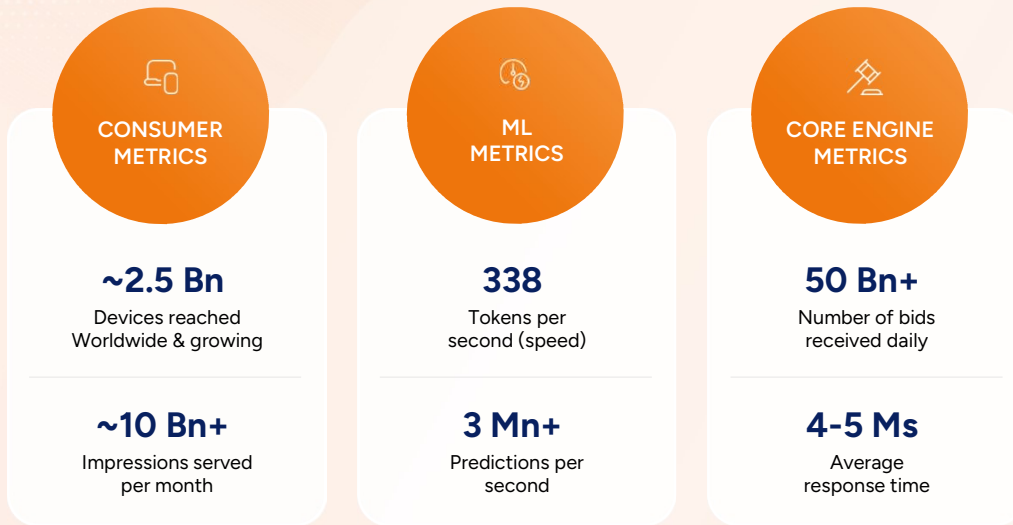 CONSUMER
METRICS
~2.5 Bn
Devices reached
Worldwide & growing
~10 Bn+
Impressions served
per month
ML
METRICS
338
Tokens per
second (speed)
3 Mn+
Predictions per
second
CORE ENGINE
METRICS
50 Bn+
Number of bids
received daily
4-5 Ms
Average
response time